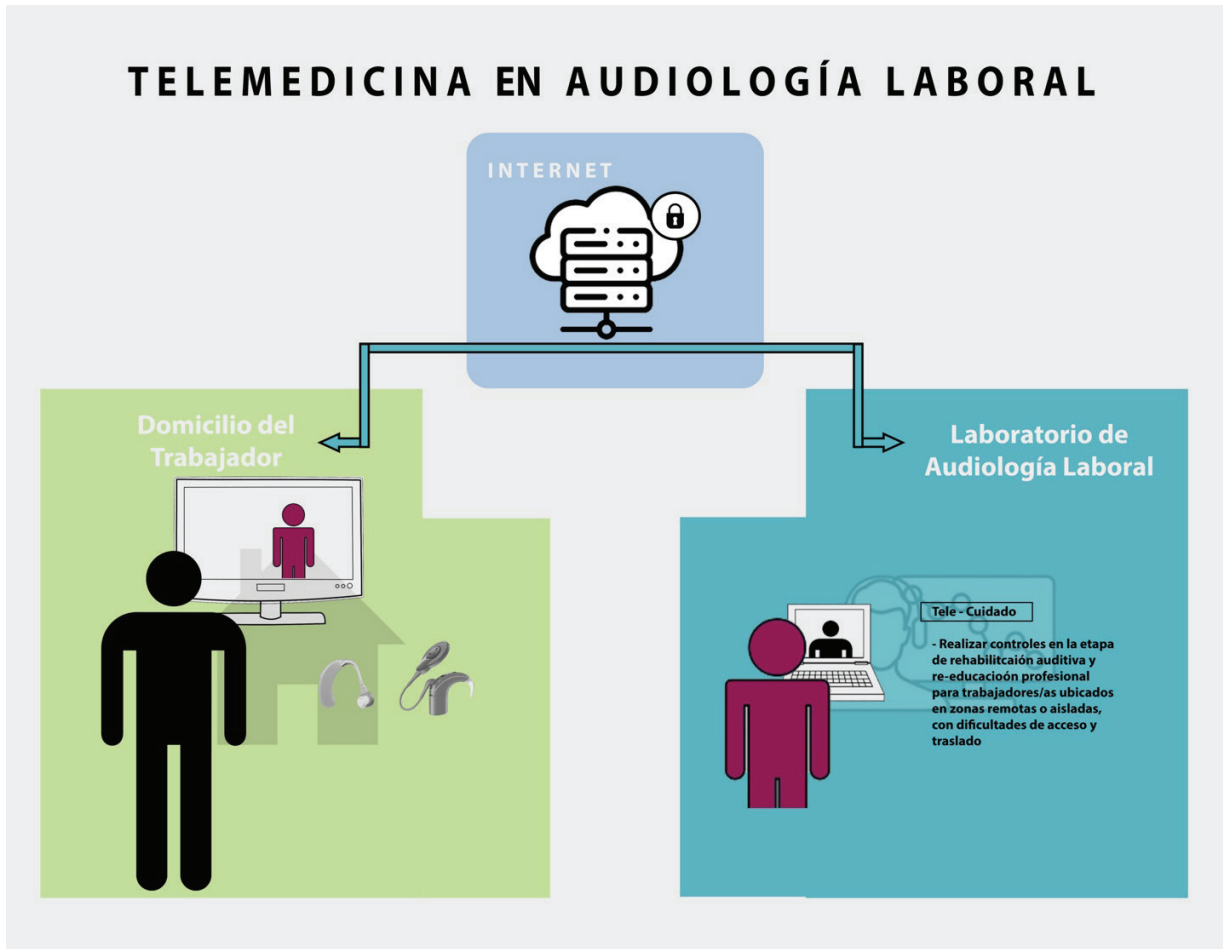 TELEMEDICINA EN AUDIOLOGÍA LABORAL
INTERNET
Domicilio del
Trabajador
Laboratorio de
Audiología Laboral
Tele - Cuidado
- Realizar controles en la etapa
de rehabilitcaión auditiva y
re-educacioón profesional
para trabajadores/as ubicados
en zonas remotas o aisladas,
con dificultades de acceso y
traslado